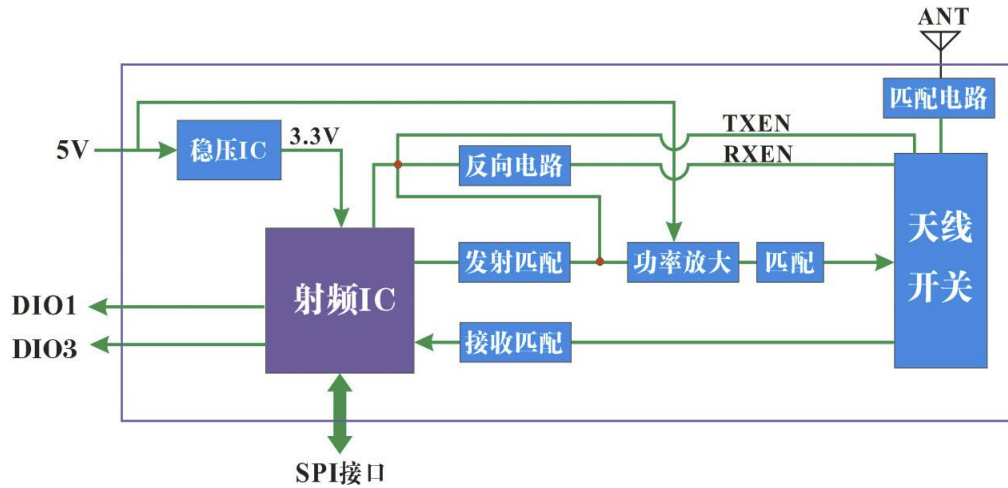 ANT
匹配电路
5V
稳压IC
3.3V
TXEN
反向电路
RXEN
天线
开关
发射匹配
功率放大
匹配
射频IC
DIO1
DIO3
接收匹配
SPI接口